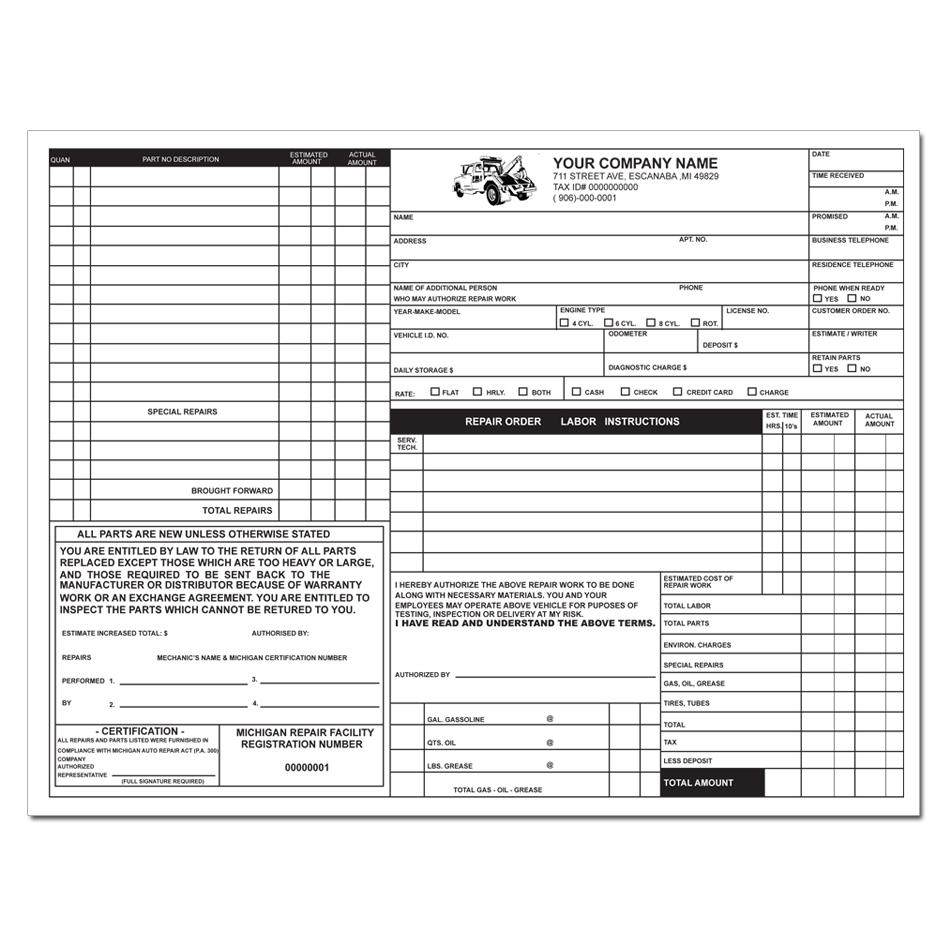 QUAN PART NO DESCRIPTION ESTIMATED AMOUNT ACTUAL AMOUNT
SPECIAL REPAIRS
BROUGHT FORWARD
TOTAL REPAIRS
ALL PARTS ARE NEW UNLESS OTHERWISE STATED
YOU ARE ENTITLED BY LAW TO THE RETURN OF ALL PARTS
REPLACED EXCEPT THOSE WHICH ARE TOO HEAVY OR LARGE,
AND THOSE REQUIRED TO BE SENT BACK TO THE
MANUFACTURER OR DISTRIBUTOR BECAUSE OF WARRANTY
WORK OR AN EXCHANGE AGREEMENT. YOU ARE ENTITLED TO
INSPECT THE PARTS WHICH CANNOT BE RETURED TO YOU.
ESTIMATE INCREASED TOTAL: $ AUTHORISED BY:
REPAIRS MECHANIC'S NAME & MICHIGAN CERTIFICATION NUMBER
PERFORMED 1. 3.
BY 2. 4.
- CERTIFICATION -
ALL REPAIRS AND PARTS LISTED WERE FURNISHED IN
COMPLIANCE WITH MICHIGAN AUTO REPAIR ACT (P.A. 300)
COMPANY
AUTHORIZED
REPRESENTATIVE
(FULL SIGNATURE REQUIRED)
MICHIGAN REPAIR FACILITY
REGISTRATION NUMBER
00000001
YOUR COMPANY NAME
711 STREET AVE, ESCANABA ,MI 49829
TAX ID# 0000000000
( 906)-000-0001
DATE
TIME RECEIVED
A.M.
P.M.
NAME
PROMISED A.M.
P.M.
ADDRESS APT. NO.
BUSINESS TELEPHONE
CITY
RESIDENCE TELEPHONE
NAME OF ADDITIONAL PERSON PHONE
WHO MAY AUTHORIZE REPAIR WORK
PHONE WHEN READY
YES NO
YEAR-MAKE-MODEL
ENGINE TYPE
4 CYL. 6 CYL. 8 CYL. ROT.
LICENSE NO.
CUSTOMER ORDER NO.
VEHICLE I.D. NO.
ODOMETER
DEPOSIT $
ESTIMATE / WRITER
DAILY STORAGE $
DIAGNOSTIC CHARGE $
RETAIN PARTS
YES NO
RATE: FLAT HRLY. BOTH CASH CHECK CREDIT CARD CHARGE
REPAIR ORDER LABOR INSTRUCTIONS
EST. TIME
HRS. 10's
ESTIMATED
AMOUNT
ACTUAL
AMOUNT
SERV.
TECH.
I HEREBY AUTHORIZE THE ABOVE REPAIR WORK TO BE DONE
ALONG WITH NECESSARY MATERIALS. YOU AND YOUR
EMPLOYEES MAY OPERATE ABOVE VEHICLE FOR PUPOSES OF
TESTING, INSPECTION OR DELIVERY AT MY RISK.
I HAVE READ AND UNDERSTAND THE ABOVE TERMS.
AUTHORIZED BY
GAL. GASOLINE @
QTS. OIL @
LBS. GREASE @
TOTAL GAS - OIL - GREASE
ESTIMATED COST OF
REPAIR WORK
TOTAL LABOR
TOTAL PARTS
ENVIRON. CHARGES
SPECIAL REPAIRS
GAS, OIL, GREASE
TIRES, TUBES
TOTAL
TAX
LESS DEPOSIT
TOTAL AMOUNT